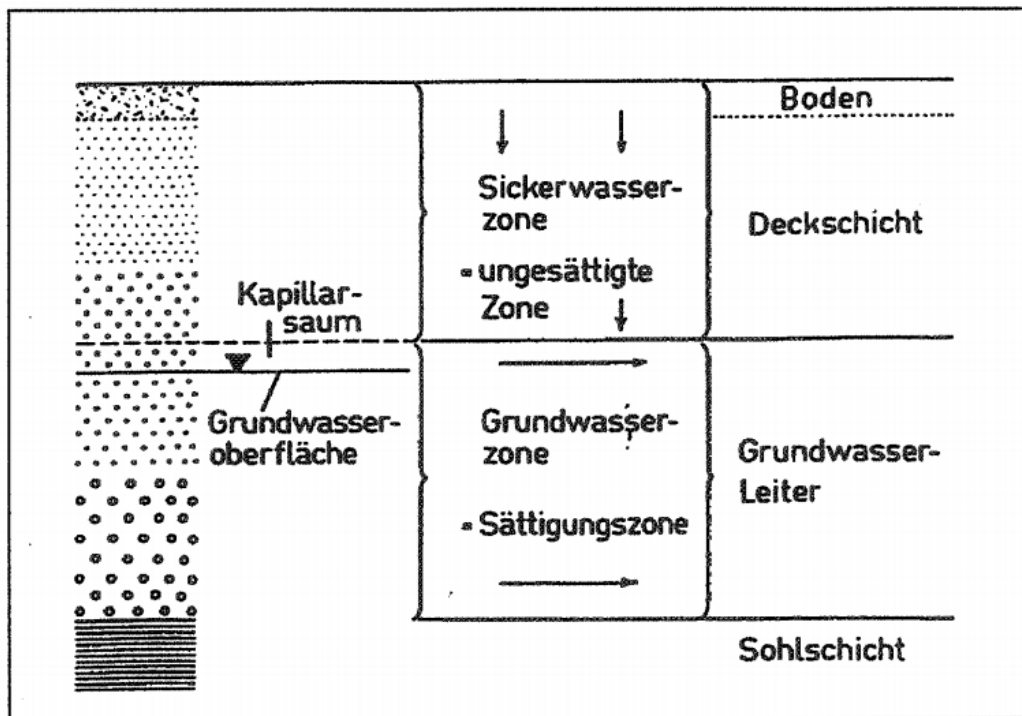 Boden
Sickerwasser-
zone
Deckschicht
- ungesättigte
Zone
Kapillar-
saum
Grundwasser-
oberfläche
Grundwasser-
zone
Grundwasser-
Leiter
- Sättigungszone
Sohlschicht